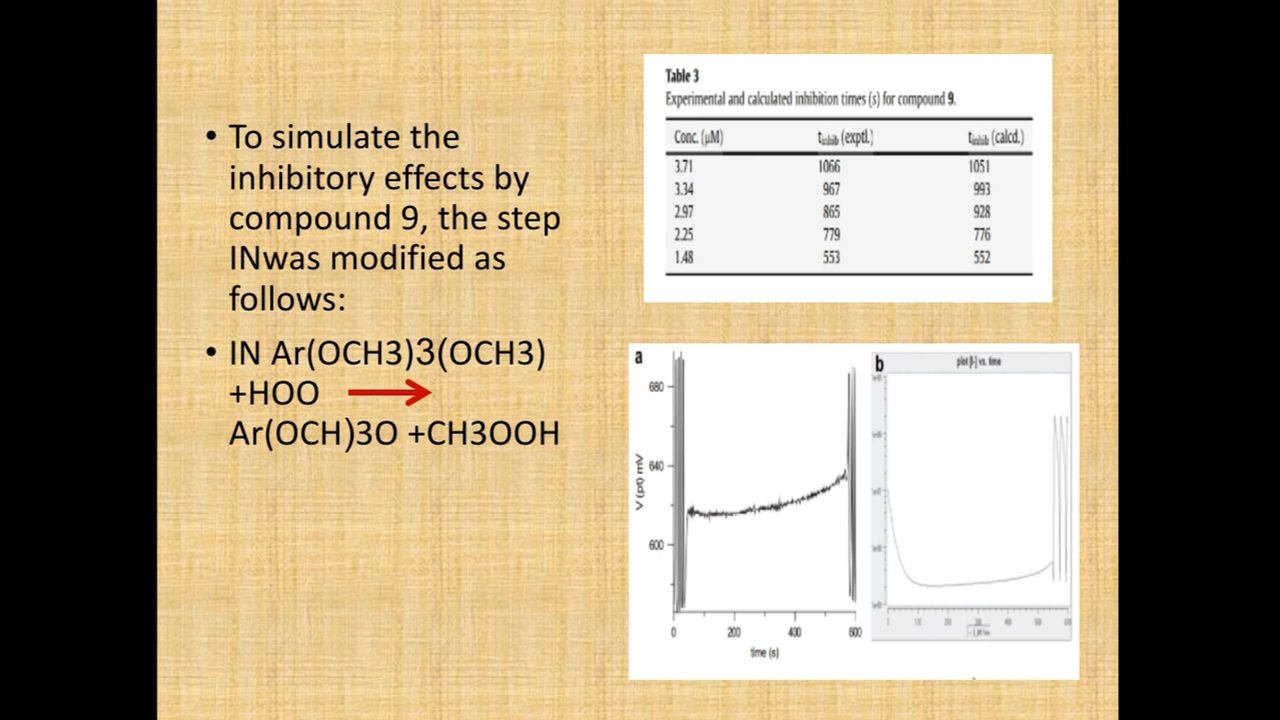 • To simulate the
inhibitory effects by
compound 9, the step
INwas modified as
follows:
• IN Ar(OCH3)3(OCH3)
+HOO
Ar(OCH)3O +CH3OOH
Table 3
Experimental and calculated inhibition times (s) for compound 9.
Conc. (μM) tinhib (exptl.) tinhib (calcd.)
3.71 1066 1051
3.34 967 993
2.97 865 928
2.25 779 776
1.48 553 552
a
680
640
600
V (pt) mV
0 200 400 600
time (s)
b
plot [I-] vs. time